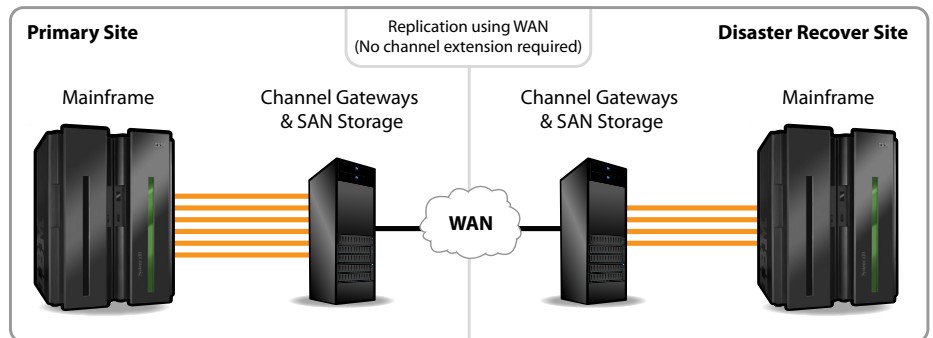 Primary Site
Replication using WAN
(No channel extension required)
Disaster Recover Site
Mainframe
Channel Gateways
& SAN Storage
Channel Gateways
& SAN Storage
Mainframe
WAN